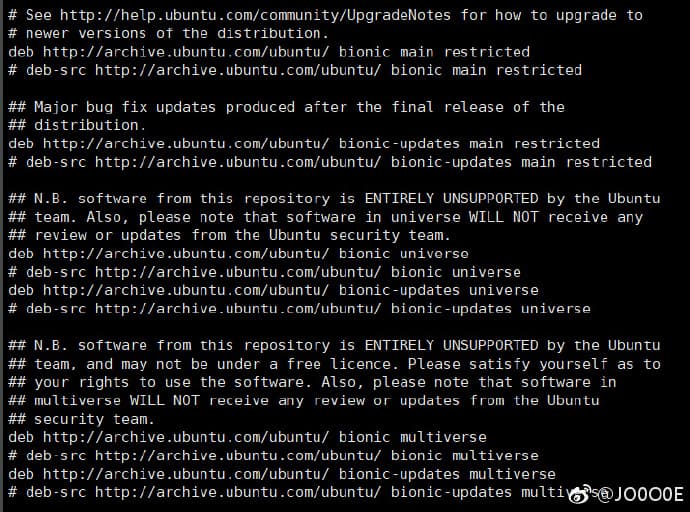 # See http://help.ubuntu.com/community/UpgradeNotes for how to upgrade to
# newer versions of the distribution.
deb http://archive.ubuntu.com/ubuntu/ bionic main restricted
# deb-src http://archive.ubuntu.com/ubuntu/ bionic main restricted
## Major bug fix updates produced after the final release of the
## distribution.
deb http://archive.ubuntu.com/ubuntu/ bionic-updates main restricted
# deb-src http://archive.ubuntu.com/ubuntu/ bionic-updates main restricted
## N.B. software from this repository is ENTIRELY UNSUPPORTED by the Ubuntu
## team. Also, please note that software in universe WILL NOT receive any
## review or updates from the Ubuntu security team.
deb http://archive.ubuntu.com/ubuntu/ bionic universe
# deb-src http://archive.ubuntu.com/ubuntu/ bionic universe
deb http://archive.ubuntu.com/ubuntu/ bionic-updates universe
# deb-src http://archive.ubuntu.com/ubuntu/ bionic-updates universe
## N.B. software from this repository is ENTIRELY UNSUPPORTED by the Ubuntu
## team, and may not be under a free licence. Please satisfy yourself as to
## your rights to use the software. Also, please note that software in
## multiverse WILL NOT receive any review or updates from the Ubuntu
## security team.
deb http://archive.ubuntu.com/ubuntu/ bionic multiverse
# deb-src http://archive.ubuntu.com/ubuntu/ bionic multiverse
deb http://archive.ubuntu.com/ubuntu/ bionic-updates multiverse
# deb-src http://archive.ubuntu.com/ubuntu/ bionic-updates multiverse
@JO0O0E